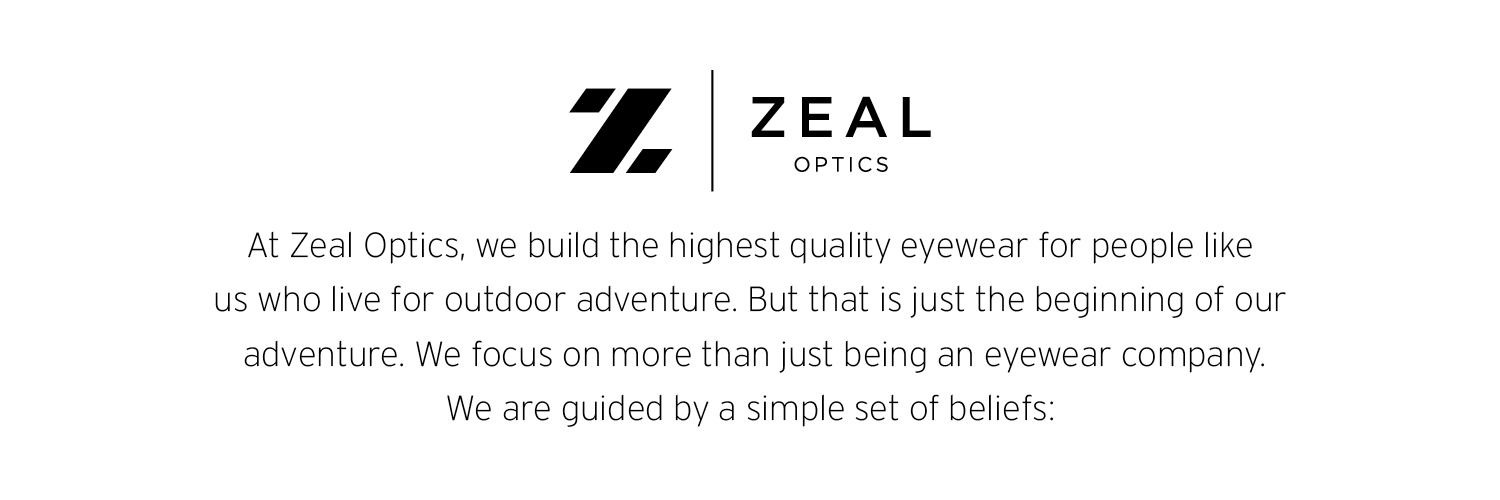 ZEAL
OPTICS
At Zeal Optics, we build the highest quality eyewear for people like
us who live for outdoor adventure. But that is just the beginning of our
adventure. We focus on more than just being an eyewear company.
We are guided by a simple set of beliefs: